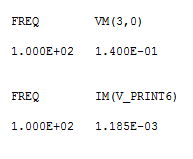 FREQ VM(3,0)
1.000E+02 1.400E-01
FREQ IM(V_PRINT6)
1.000E+02 1.185E-03